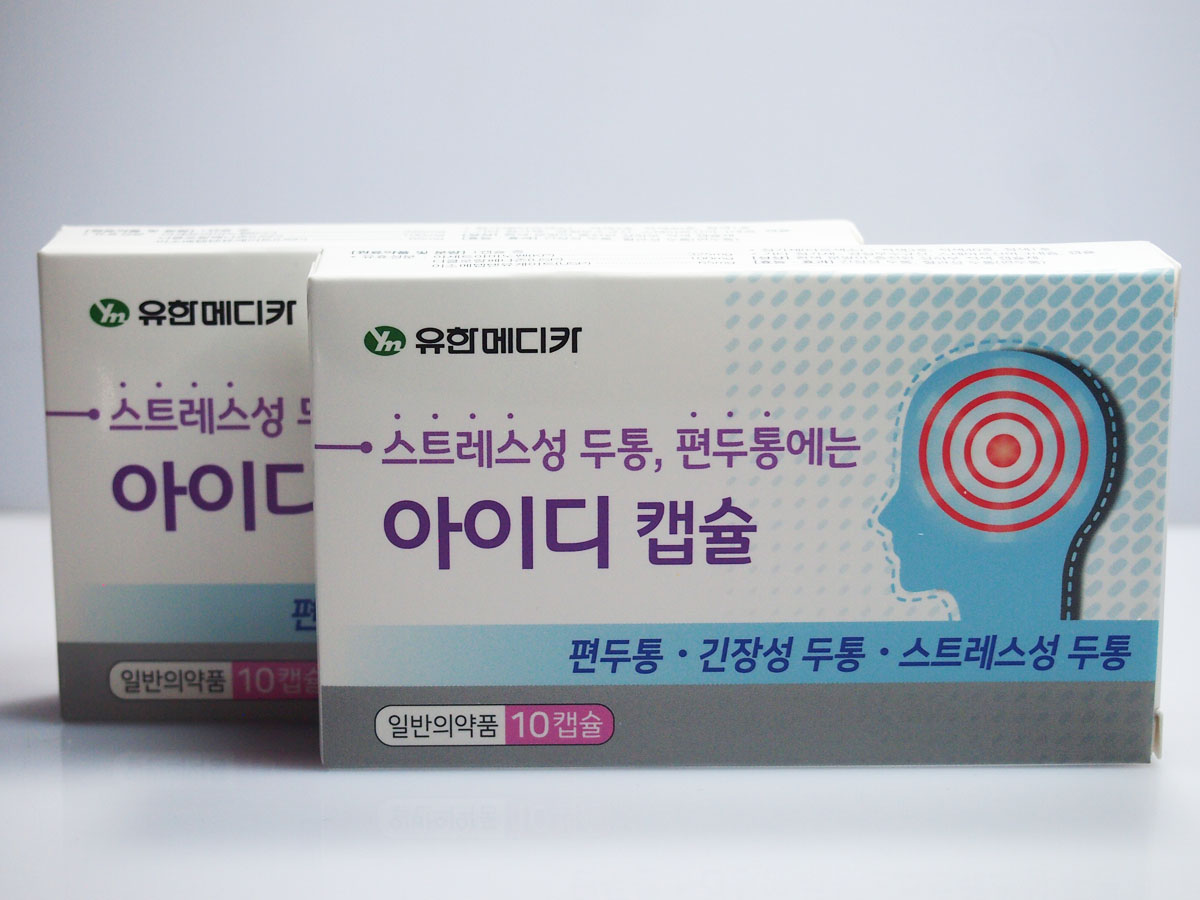 Ym 유한메디카
스트레스성
아이디
편
일반의약품 10캡슐
Ym 유한메디카
스트레스성 두통, 편두통에는
아이디 캡슐
편두통 · 긴장성 두통 · 스트레스성 두통
일반의약품 10캡슐